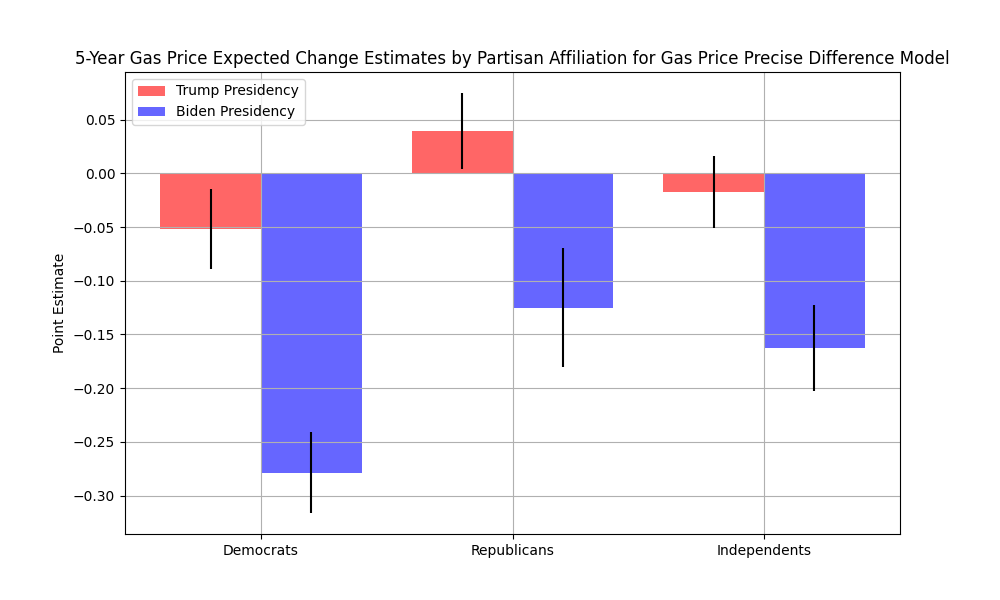 5-Year Gas Price Expected Change Estimates by Partisan Affiliation for Gas Price Precise Difference Model
Trump Presidency
Biden Presidency
Point Estimate
0.05
0.00
−0.05
−0.10
−0.15
−0.20
−0.25
−0.30
Democrats
Republicans
Independents